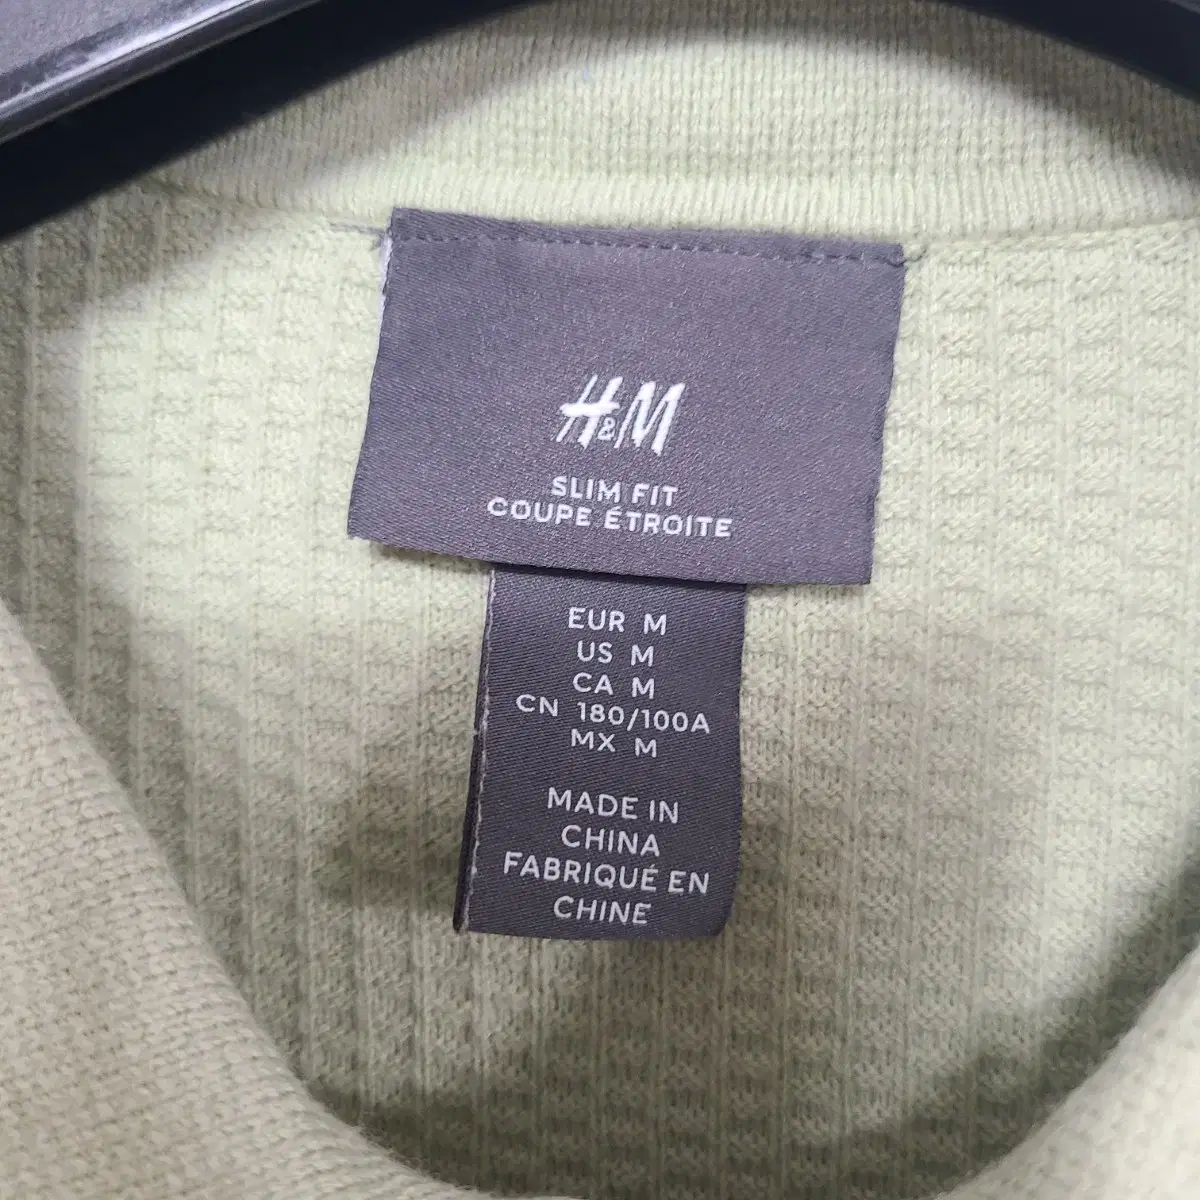 H&M
SLIM FIT
COUPE ÉTROITE
EUR M
US M
CA M
CN 180/100A
MX M
MADE IN
CHINA
FABRIQUÉ EN
CHINE